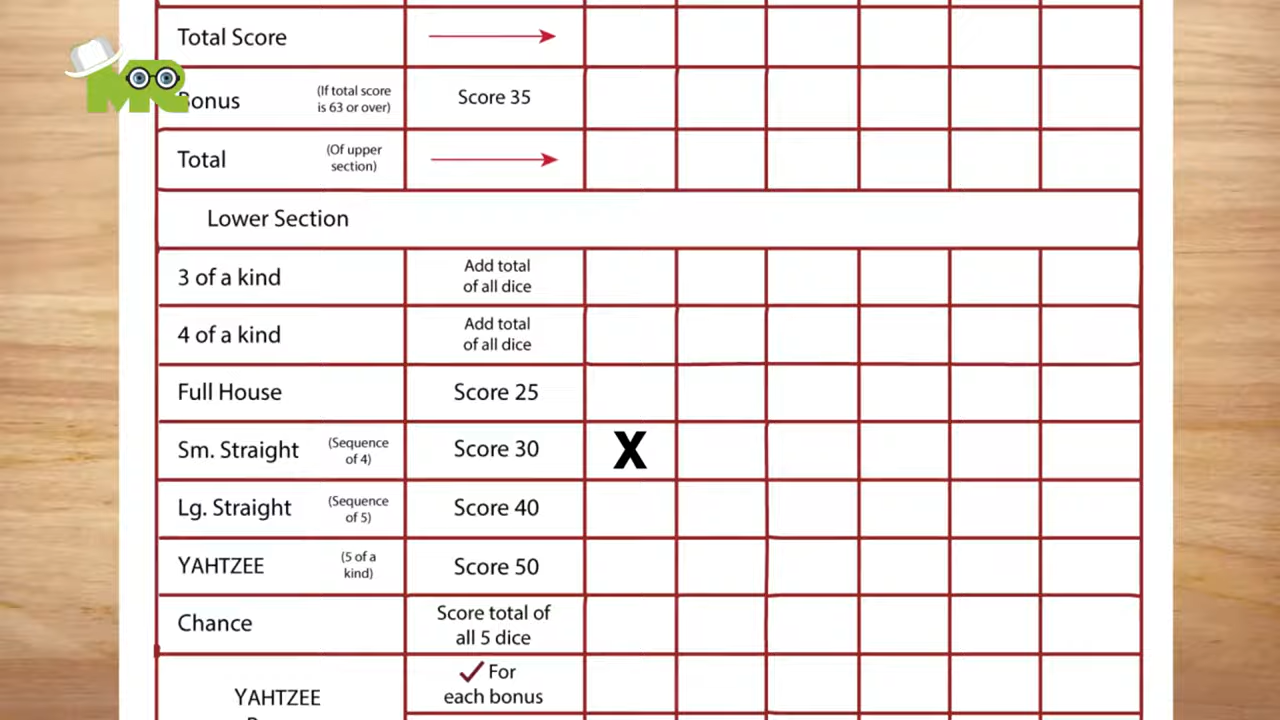 MR
Total Score
Bonus (If total score is 63 or over) Score 35
Total (Of upper section)
Lower Section
3 of a kind Add total of all dice
4 of a kind Add total of all dice
Full House Score 25
Sm. Straight (Sequence of 4) Score 30 X
Lg. Straight (Sequence of 5) Score 40
YAHTZEE (5 of a kind) Score 50
Chance Score total of all 5 dice
YAHTZEE For each bonus